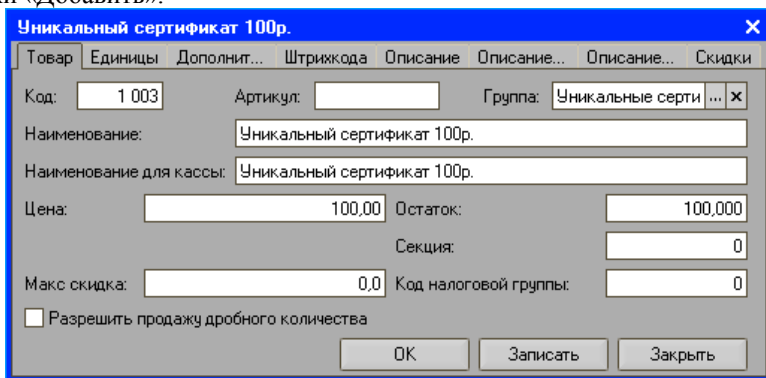 «Добавить».
Уникальный сертификат 100р.
Товар Единицы Дополнит... Штрихкода Описание Описание... Описание... Скидки
Код: 1 003 Артикул: Группа: Уникальные серти ...
Наименование: Уникальный сертификат 100р.
Наименование для кассы: Уникальный сертификат 100р.
Цена: 100,00 Остаток: 100,000
Секция: 0
Макс скидка: 0,0 Код налоговой группы: 0
Разрешить продажу дробного количества
ОК Записать Закрыть